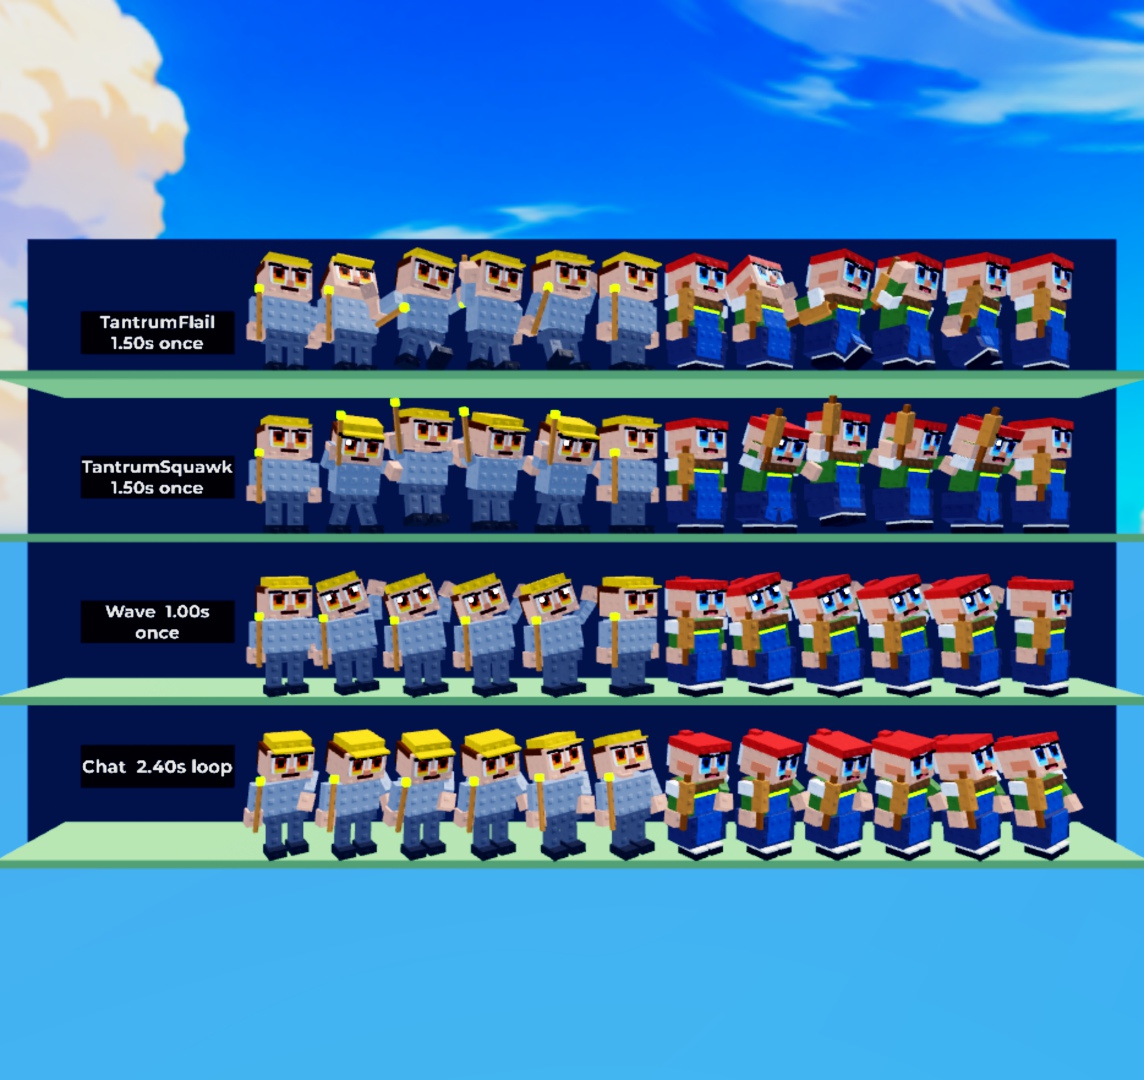 TantrumFlail
1.50s once
TantrumSquawk
1.50s once
Wave 1.00s
once
Chat 2.40s loop